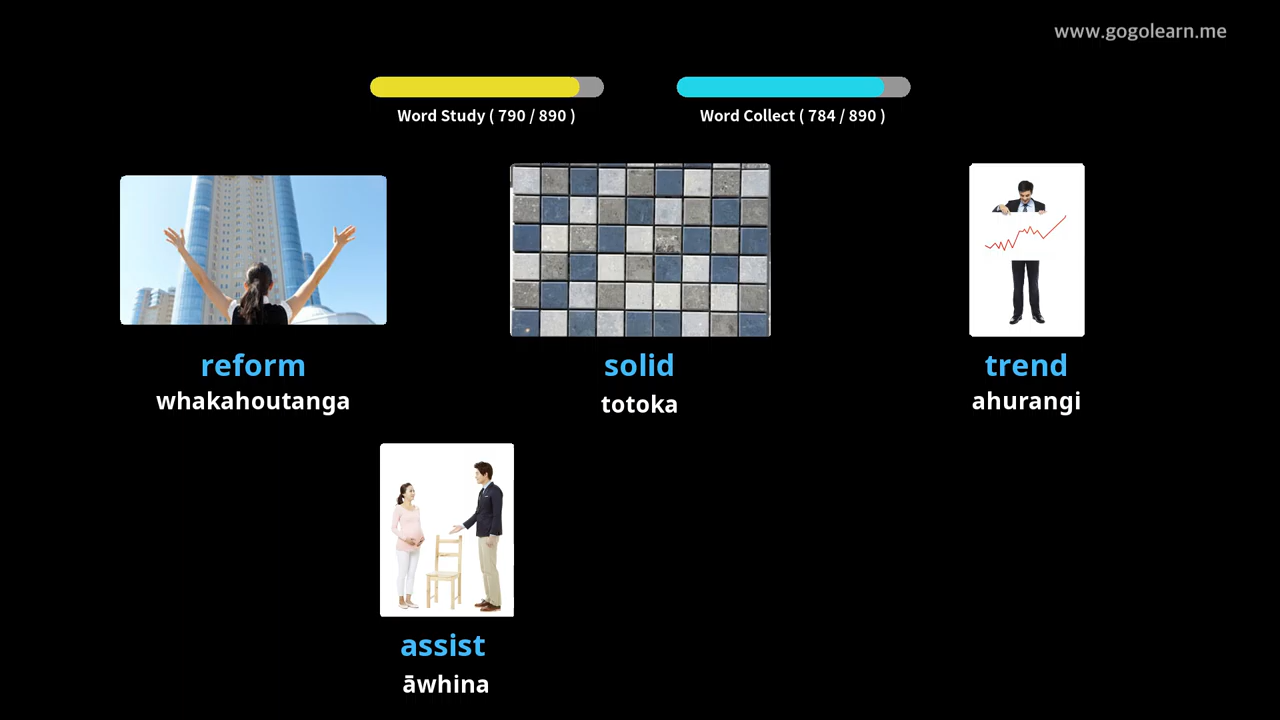 www.gogolearn.me
Word Study ( 790 / 890 )
Word Collect ( 784 / 890 )
reform
whakahoutanga
solid
totoka
trend
ahurangi
assist
āwhina